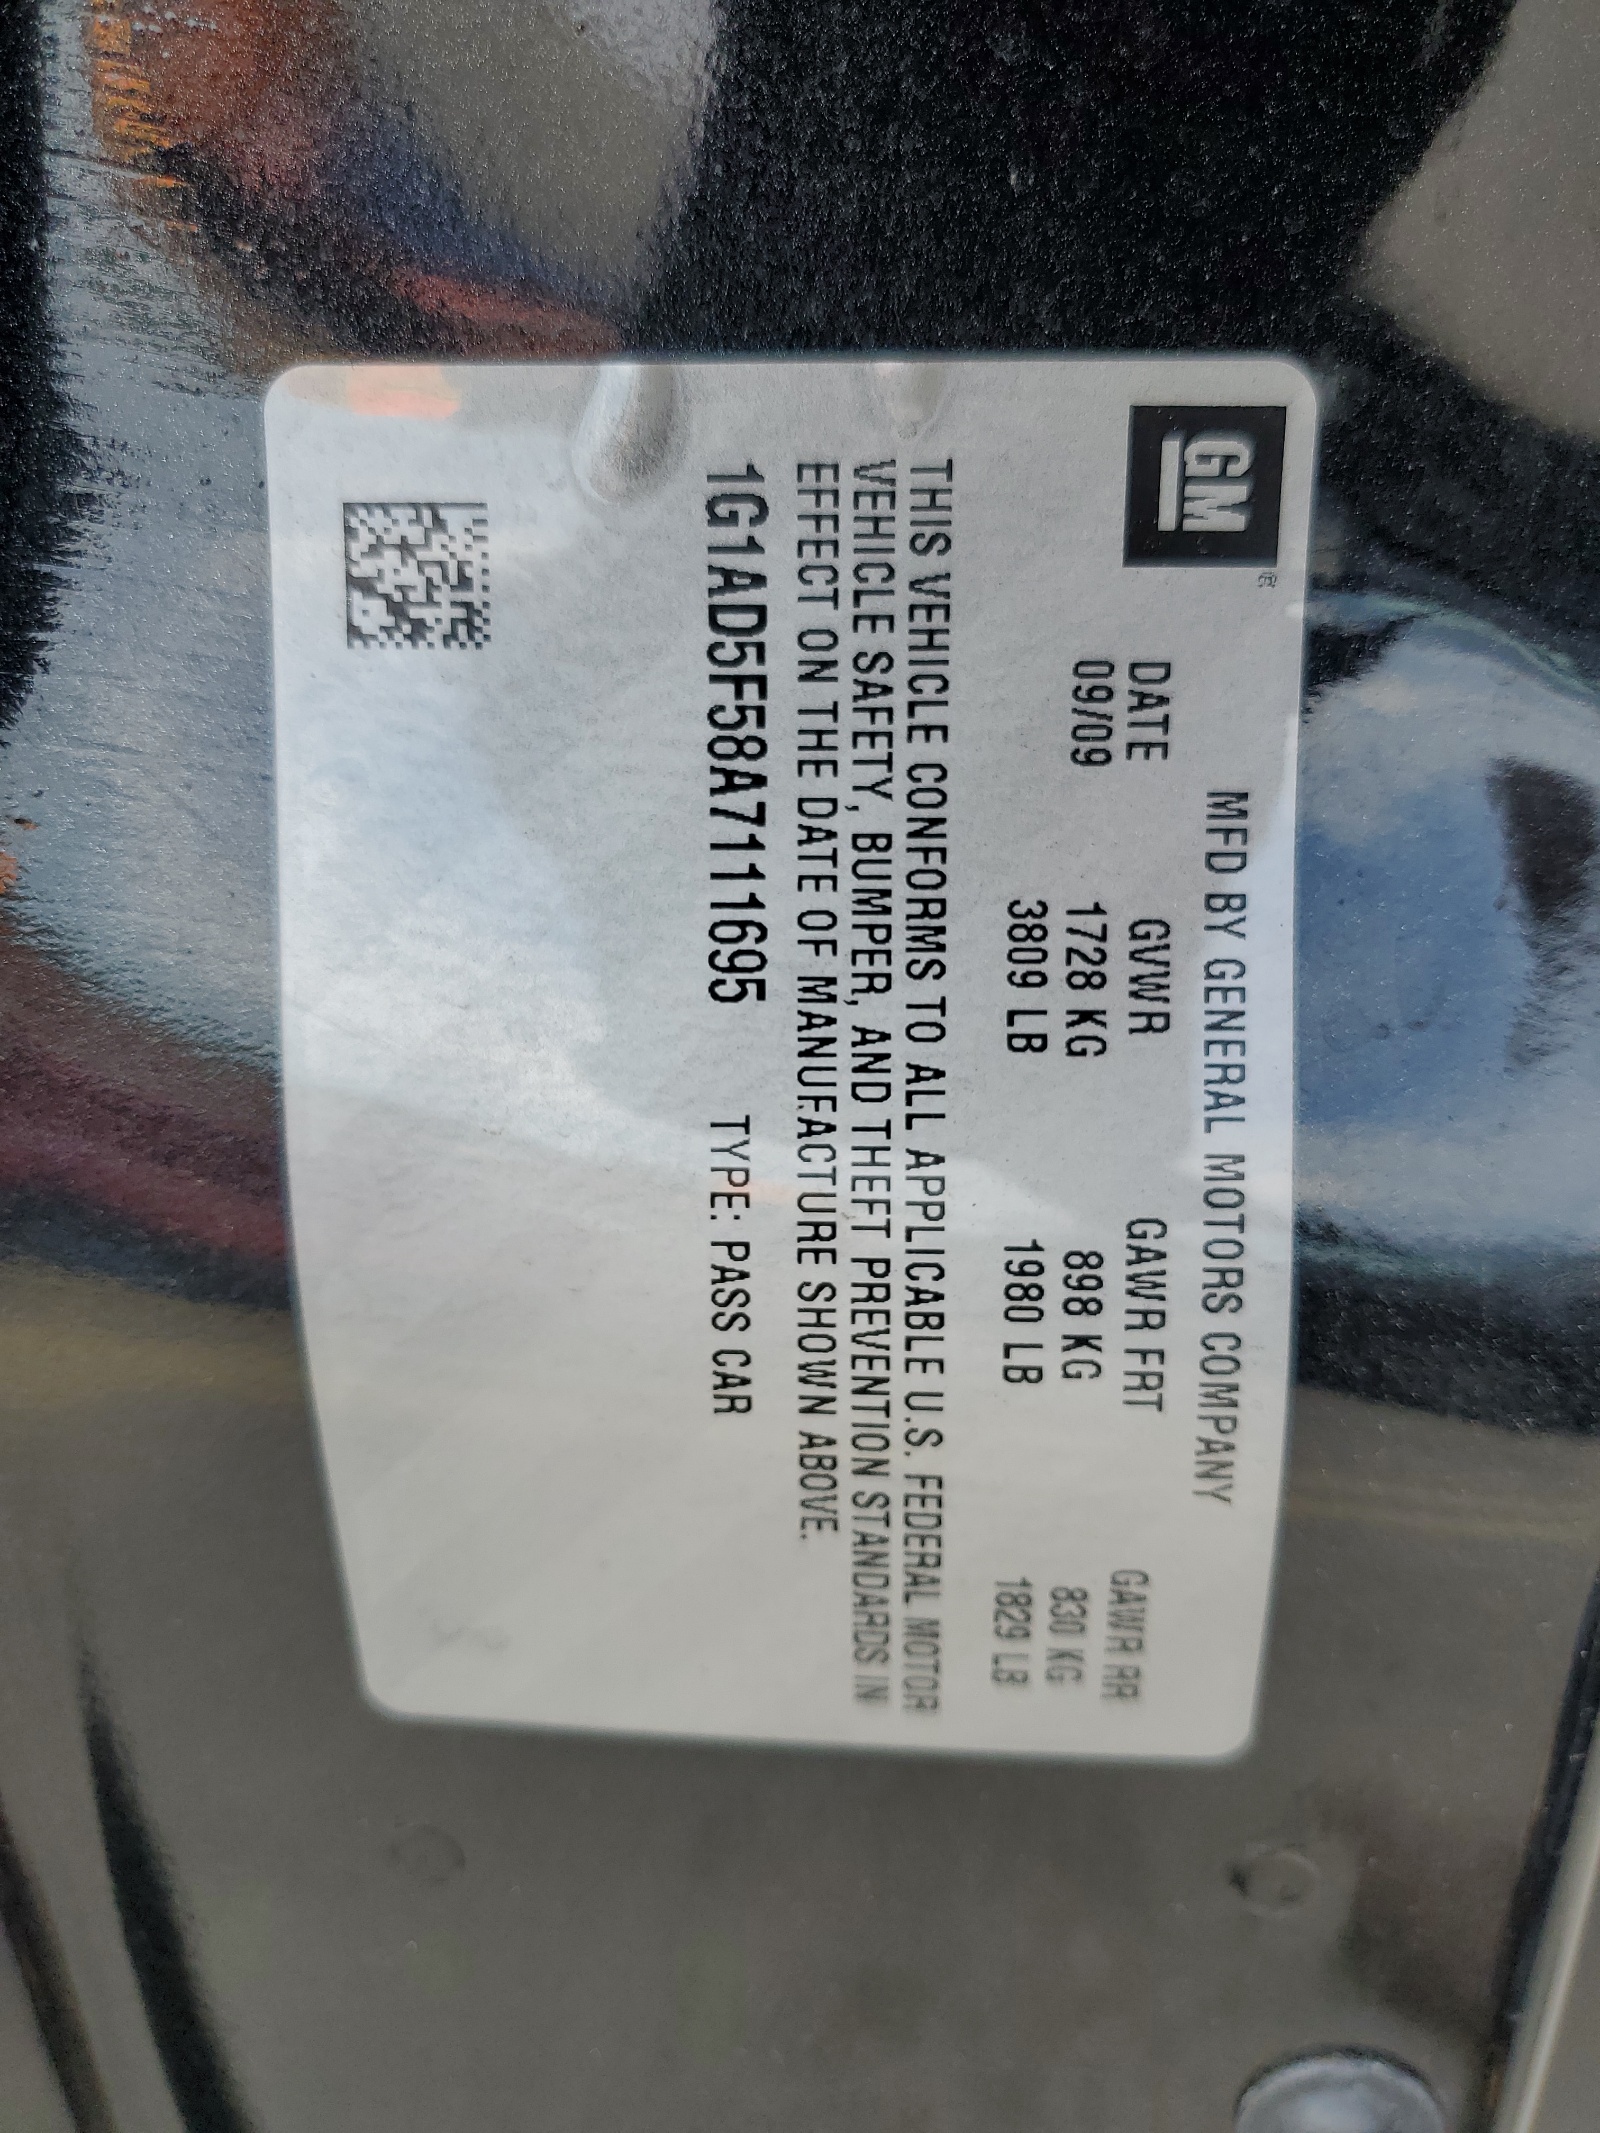 GM®
MFD BY GENERAL MOTORS COMPANY
DATE GVWR GAWR FRT GAWR RR
09/09 1728 KG 898 KG 830 KG
3809 LB 1980 LB 1829 LB
THIS VEHICLE CONFORMS TO ALL APPLICABLE U.S. FEDERAL MOTOR
VEHICLE SAFETY, BUMPER, AND THEFT PREVENTION STANDARDS IN
EFFECT ON THE DATE OF MANUFACTURE SHOWN ABOVE.
1G1AD5F58A7111695 TYPE: PASS CAR